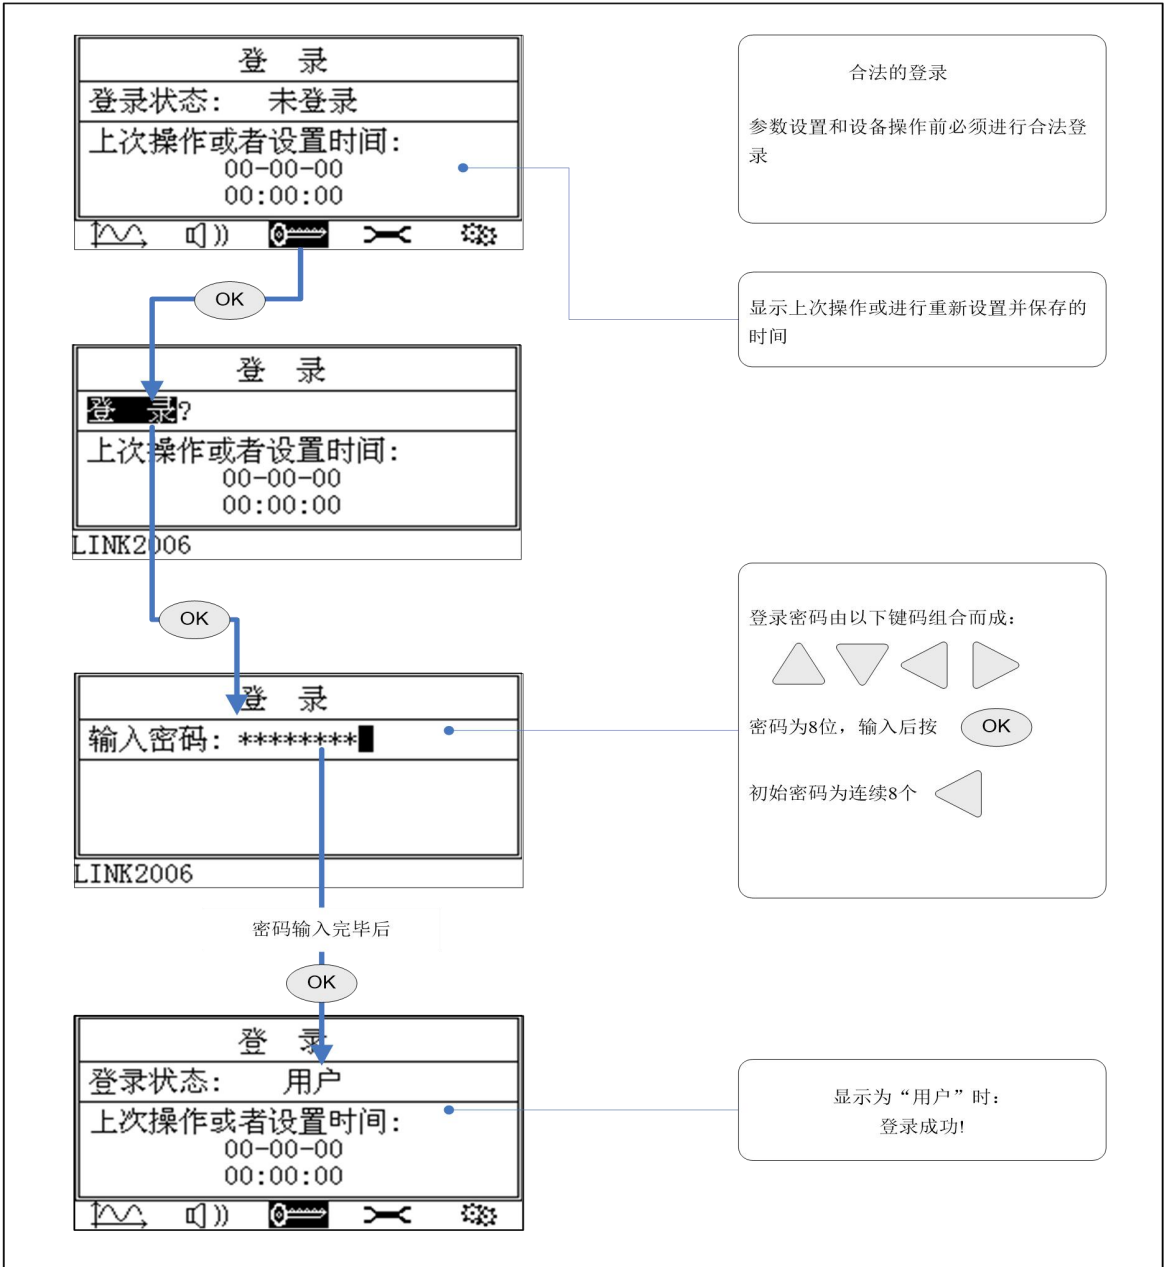 登 录
登录状态： 未登录
上次操作或者设置时间：
00-00-00
00:00:00
合法的登录
参数设置和设备操作前必须进行合法登
录
显示上次操作或进行重新设置并保存的
时间
OK
登 录
登 录?
上次操作或者设置时间：
00-00-00
00:00:00
LINK2006
OK
登 录
输入密码： ********
LINK2006
登录密码由以下键码组合而成：
密码为8位，输入后按 OK
初始密码为连续8个
密码输入完毕后
OK
登 录
登录状态： 用户
上次操作或者设置时间：
00-00-00
00:00:00
显示为“用户”时：
登录成功!